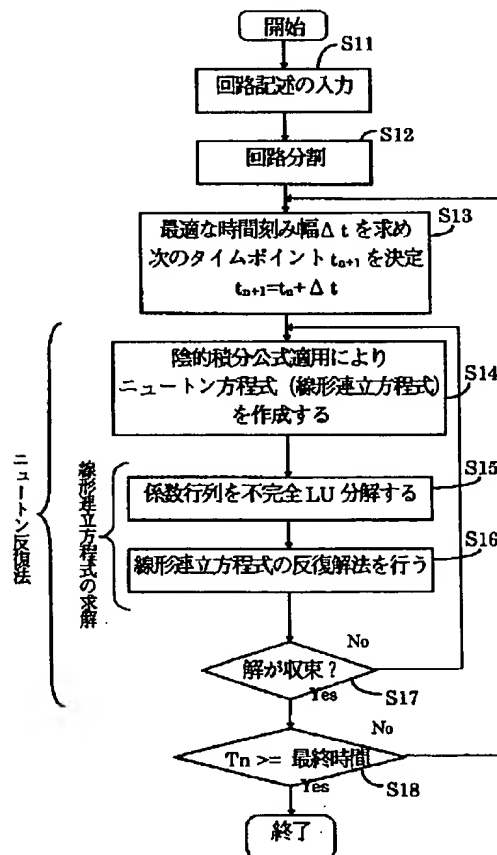 開始
S11
回路記述の入力
S12
回路分割
S13
最適な時間刻み幅Δtを求め
次のタイムポイントtn+1を決定
tn+1=tn+Δt
陰的積分公式適用により
ニュートン方程式（線形連立方程式）
を作成する
S14
S15
係数行列を不完全LU分解する
S16
線形連立方程式の反復解法を行う
ニュートン反復法
線形連立方程式の求解
No
解が収束？
Yes
S17
No
Tn >= 最終時間
Yes
S18
終了